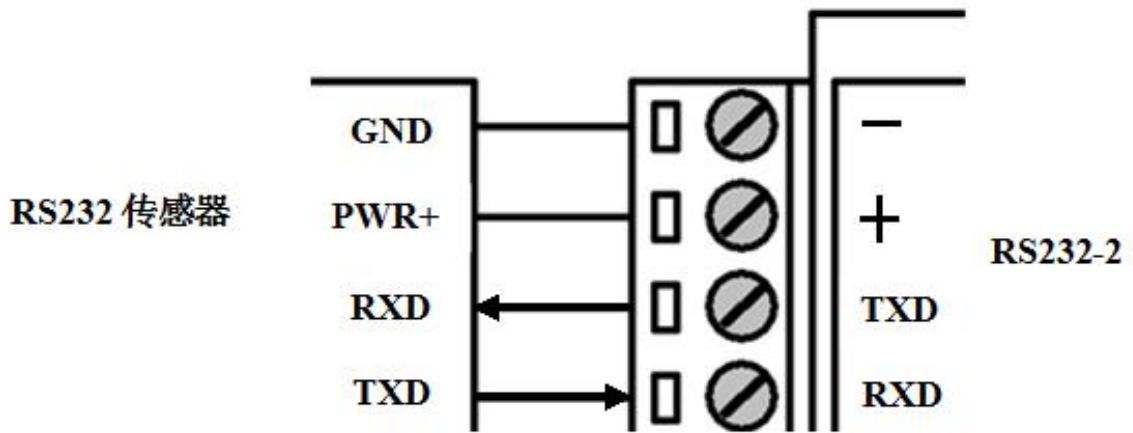 GND
−
RS232 传感器
PWR+
+
RS232-2
RXD
TXD
TXD
RXD